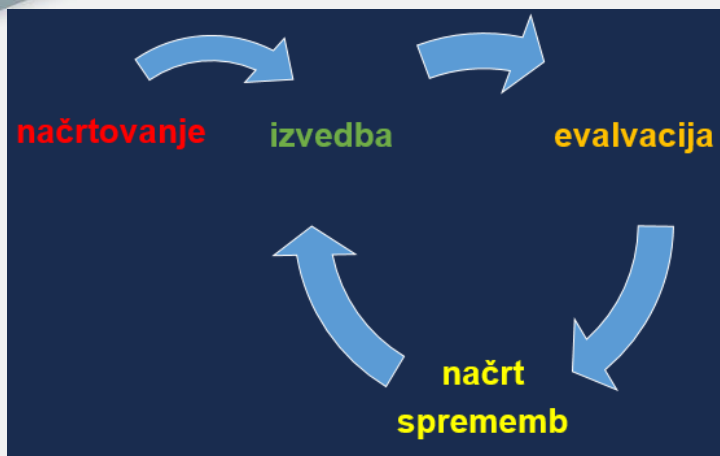 načrtovanje
izvedba
evalvacija
načrt
sprememb